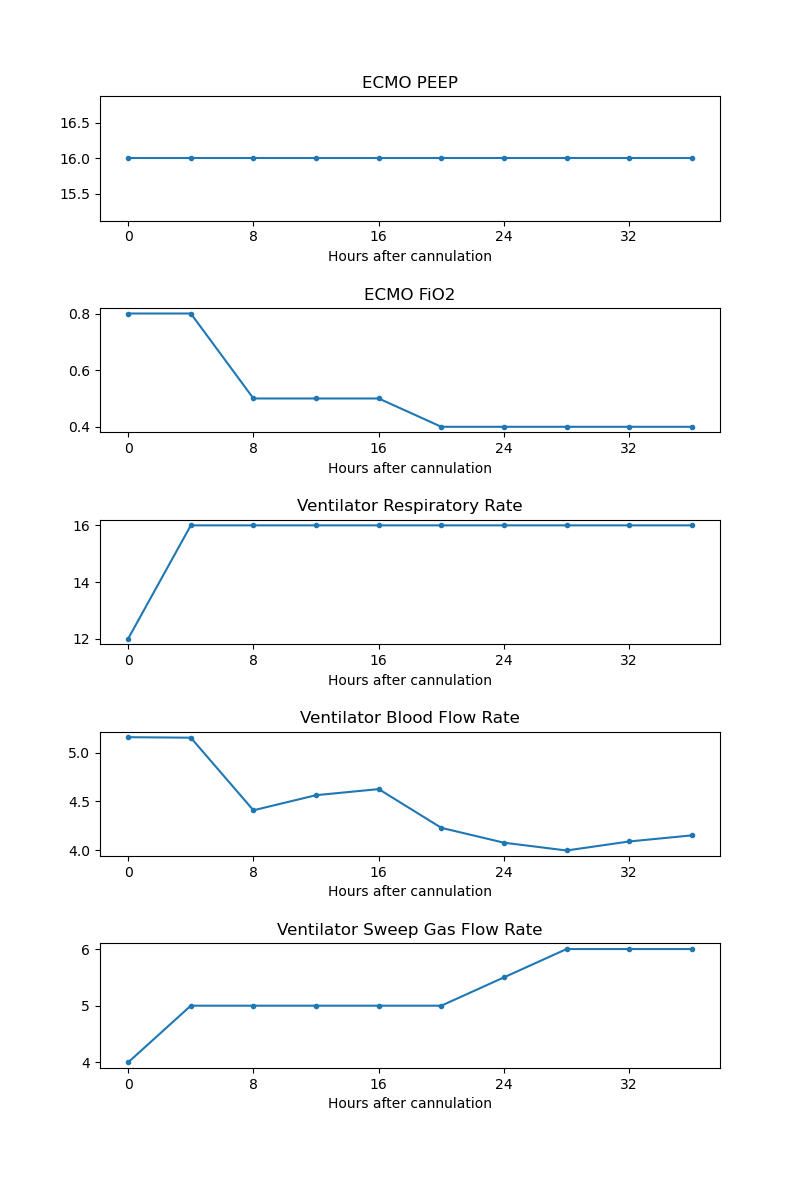 ECMO PEEP
16.5
16.0
15.5
0 8 16 24 32
Hours after cannulation
ECMO FiO2
0.8
0.6
0.4
0 8 16 24 32
Hours after cannulation
Ventilator Respiratory Rate
16
14
12
0 8 16 24 32
Hours after cannulation
Ventilator Blood Flow Rate
5.0
4.5
4.0
0 8 16 24 32
Hours after cannulation
Ventilator Sweep Gas Flow Rate
6
5
4
0 8 16 24 32
Hours after cannulation